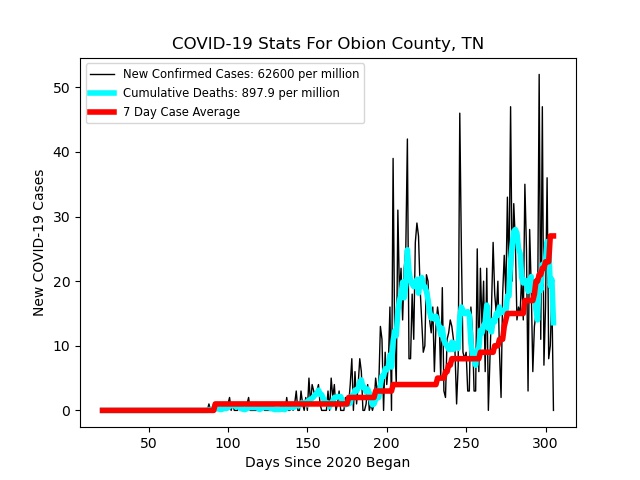 COVID-19 Stats For Obion County, TN
New Confirmed Cases: 62600 per million
Cumulative Deaths: 897.9 per million
7 Day Case Average
New COVID-19 Cases
50
40
30
20
10
0
50 100 150 200 250 300
Days Since 2020 Began